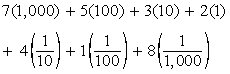 7(1,000) + 5(100) + 3(10) + 2(1)
+ 4(1/10) + 1(1/100) + 8(1/1,000)